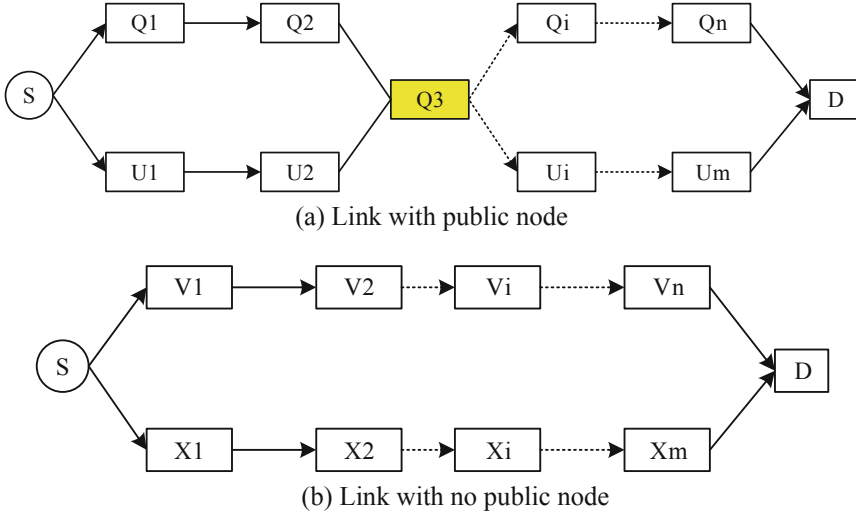 Q1 Q2 Qi Qn
S Q3 D
U1 U2 Ui Um
(a) Link with public node
V1 V2 Vi Vn
S D
X1 X2 Xi Xm
(b) Link with no public node